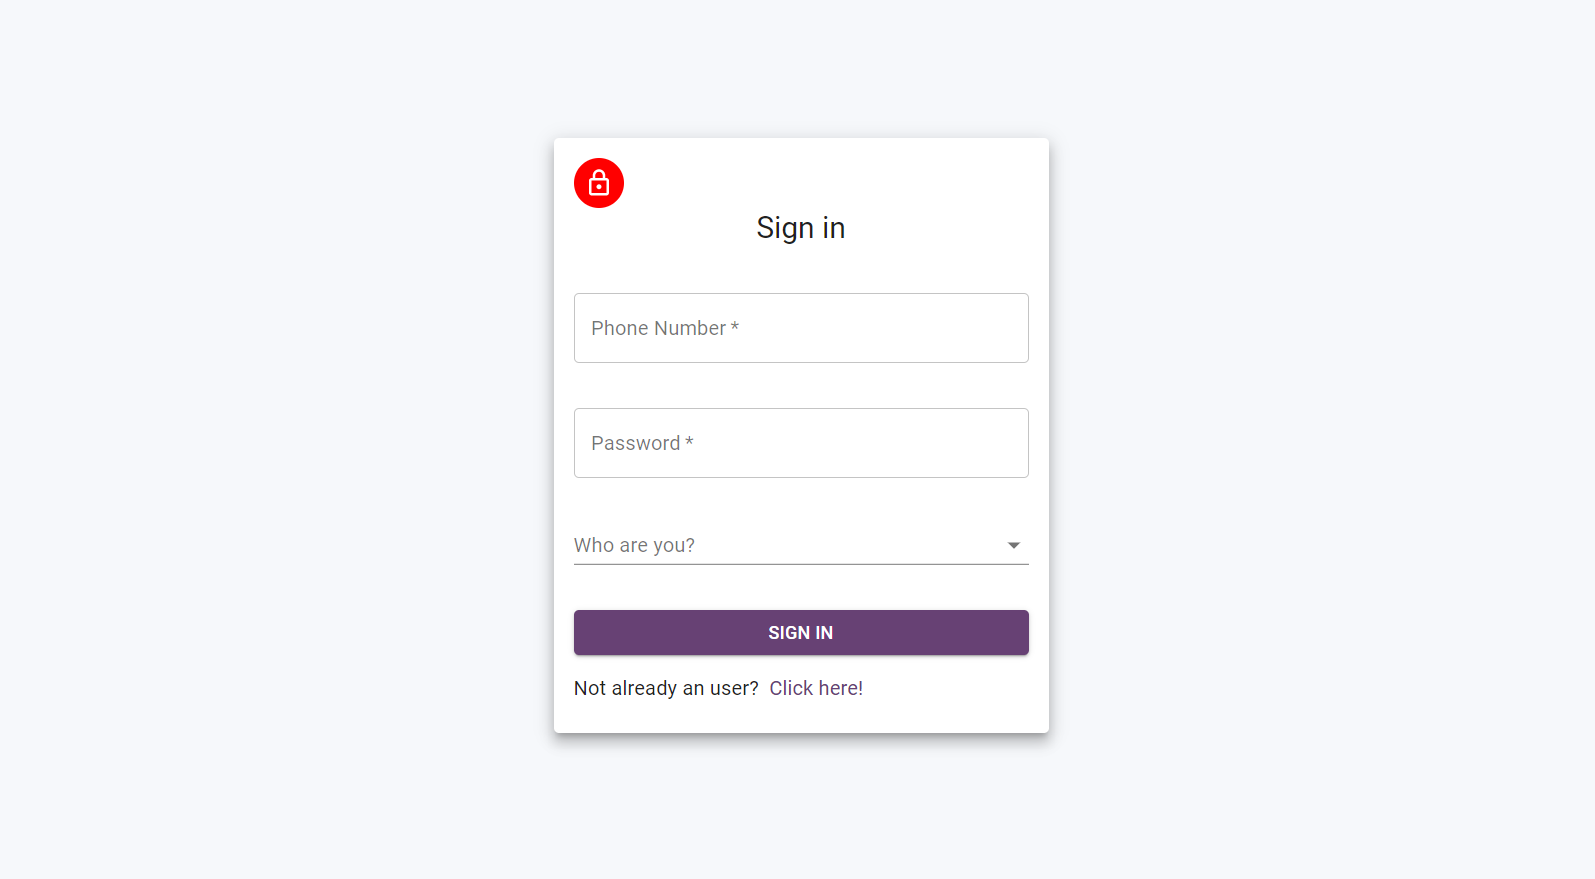 Sign in
Phone Number *
Password *
Who are you?
SIGN IN
Not already an user? Click here!